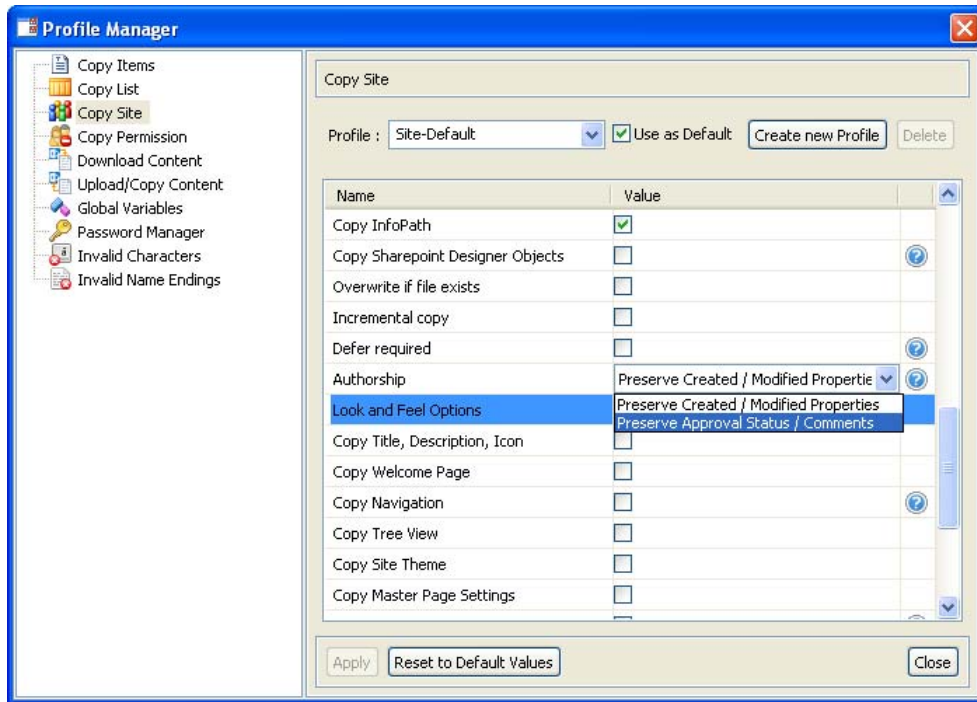 Profile Manager
Copy Items
Copy List
Copy Site
Copy Permission
Download Content
Upload/Copy Content
Global Variables
Password Manager
Invalid Characters
Invalid Name Endings
Copy Site
Profile : Site-Default Use as Default Create new Profile Delete
Name Value
Copy InfoPath
Copy Sharepoint Designer Objects
Overwrite if file exists
Incremental copy
Defer required
Authorship Preserve Created / Modified Propertie
Look and Feel Options Preserve Created / Modified Properties
Preserve Approval Status / Comments
Copy Title, Description, Icon
Copy Welcome Page
Copy Navigation
Copy Tree View
Copy Site Theme
Copy Master Page Settings
Apply Reset to Default Values Close